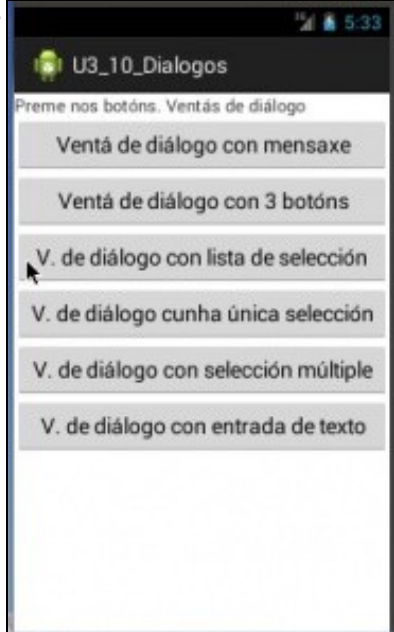 5:33
U3_10_Dialogos
Preme nos botóns. Ventás de diálogo
Ventá de diálogo con mensaxe
Ventá de diálogo con 3 botóns
V. de diálogo con lista de selección
V. de diálogo cunha única selección
V. de diálogo con selección múltiple
V. de diálogo con entrada de texto